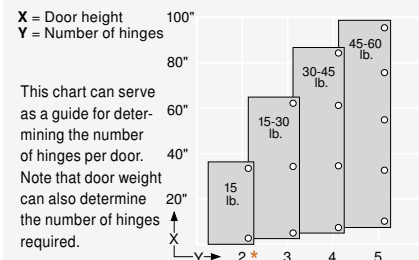 X = Door height
Y = Number of hinges
This chart can serve
as a guide for deter-
mining the number
of hinges per door.
Note that door weight
can also determine
the number of hinges
required.
100"
80"
60"
40"
20"
X
Y
15
lb.
15-30
lb.
30-45
lb.
45-60
lb.
2 * 3 4 5